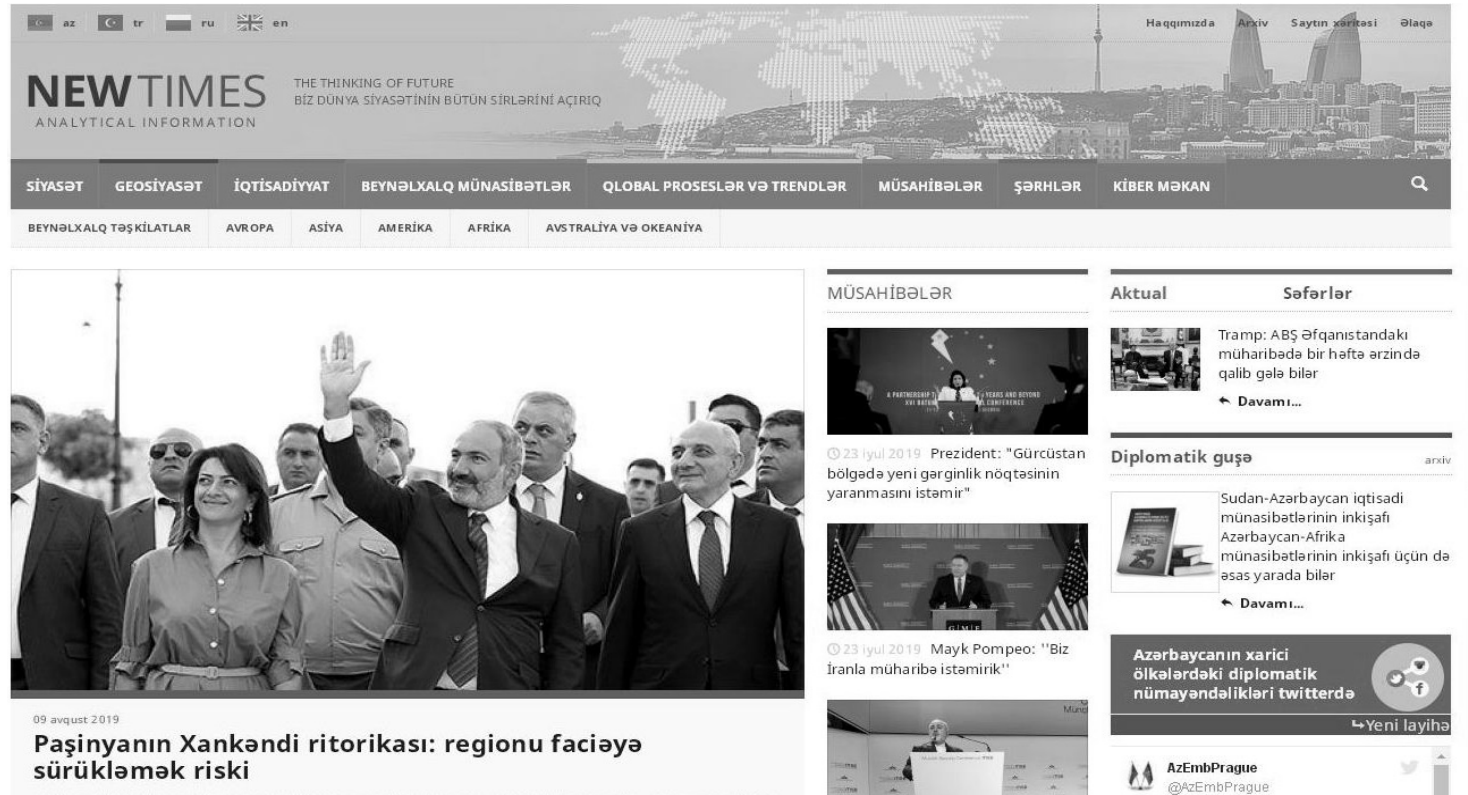 az tr ru en
Haqqımızda Arxiv Saytın xəritəsi Əlaqə
NEWTIMES
ANALYTICAL INFORMATION
THE THINKING OF FUTURE
BİZ DÜNYA SİYASƏTİNİN BÜTÜN SİRLƏRİNİ AÇIRIQ
SİYASƏT GEOSİYASƏT İQTİSADİYYAT BEYNƏLXALQ MÜNASİBƏTLƏR QLOBAL PROSESLƏR VƏ TRENDLƏR MÜSAHİBƏLƏR ŞƏRHLƏR KİBER MƏKAN
BEYNƏLXALQ TƏŞKİLATLAR AVROPA ASİYA AMERİKA AFRİKA AVSTRALİYA VƏ OKEANİYA
09 avqust 2019
Paşinyanın Xankəndi ritorikası: regionu faciəyə
sürükləmək riski
MÜSAHİBƏLƏR
A PARTNERSHIP
YEARS AND BEYOND
CONFERENCE
23 iyul 2019 Prezident: "Gürcüstan
bölgədə yeni gərginlik nöqtəsinin
yaranmasını istəmir"
G|M|F
23 iyul 2019 Mayk Pompeo: ''Biz
İranla müharibə istəmirik''
Aktual Səfərlər
Tramp: ABŞ Əfqanıstandakı
müharibədə bir həftə ərzində
qalib gələ bilər
Davamı...
Diplomatik guşə arxiv
Sudan-Azərbaycan iqtisadi
münasibətlərinin inkişafı
Azərbaycan-Afrika
münasibətlərinin inkişafı üçün də
əsas yarada bilər
Davamı...
Azərbaycanın xarici
ölkələrdəki diplomatik
nümayəndəlikləri twitterdə
Yeni layihə
AzEmbPrague
@AzEmbPrague